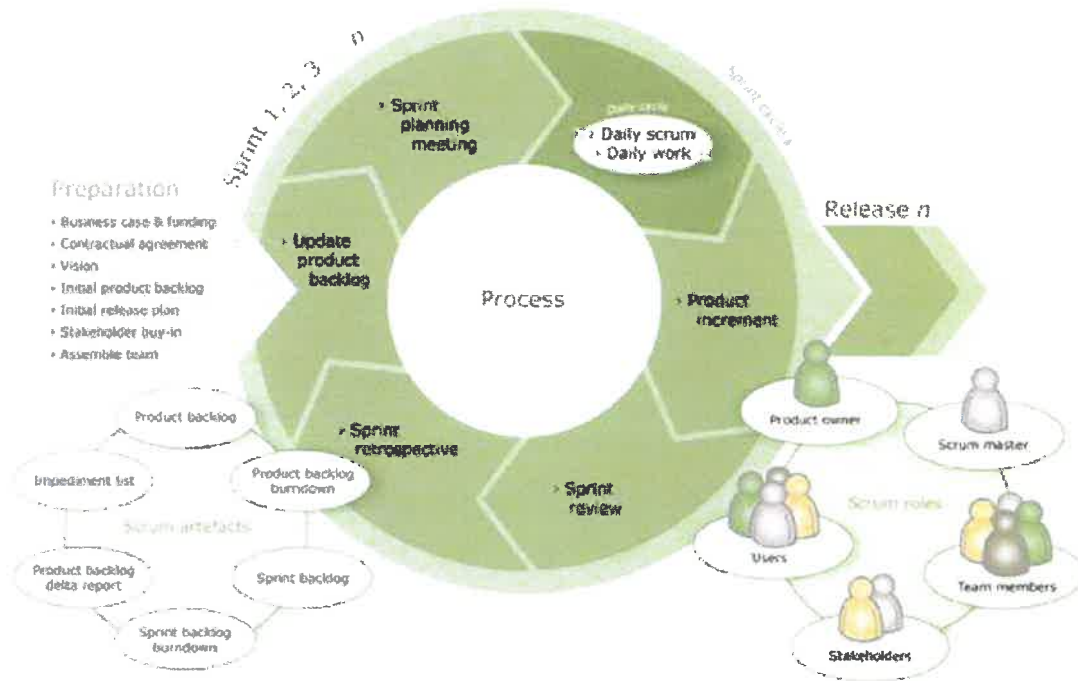 Sprint 1, 2, 3 n
› Sprint
planning
meeting
Daily cycle
› Daily scrum
› Daily work
Preparation
• Business case & funding
• Contractual agreement
• Vision
• Initial product backlog
• Initial release plan
• Stakeholder buy-in
• Assemble team
› Update
product
backlog
Process
› Product
increment
Release n
› Sprint
retrospective
› Sprint
review
Product backlog
Impediment list
Product backlog
burndown
Scrum artefacts
Product backlog
delta report
Sprint backlog
Sprint backlog
burndown
Product owner
Scrum master
Scrum roles
Users
Team members
Stakeholders